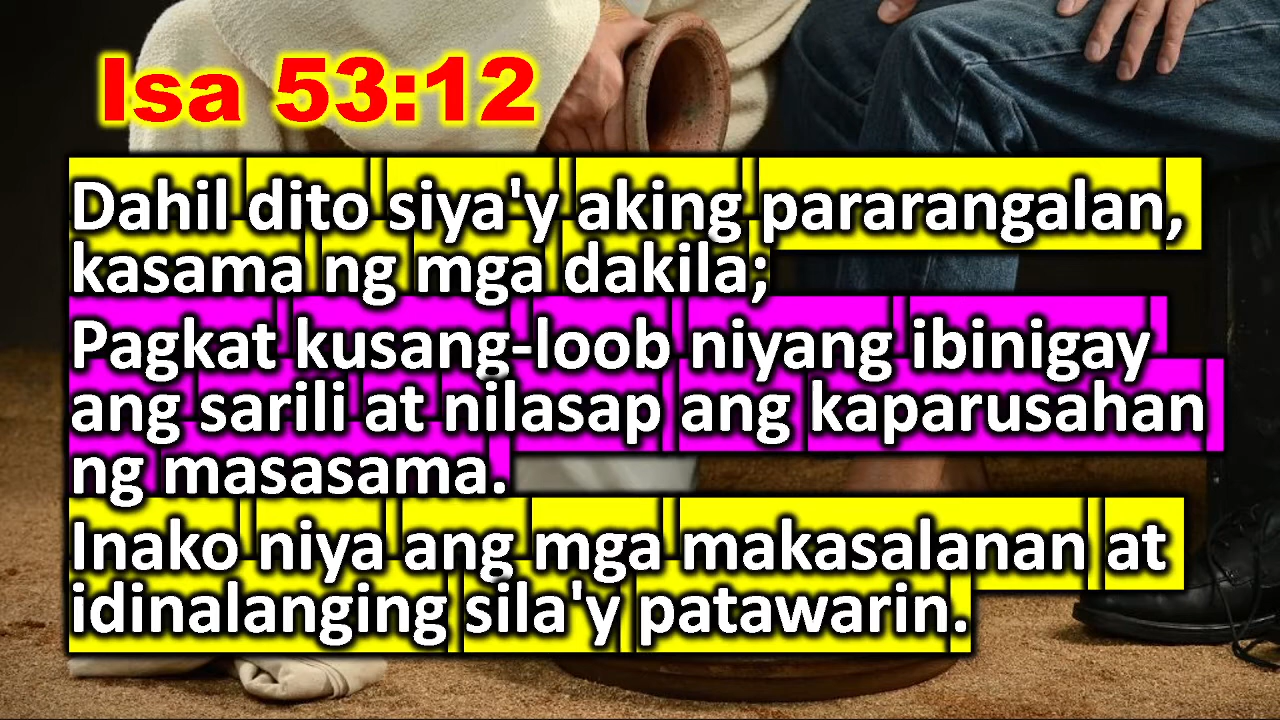 Isa 53:12
Dahil dito siya'y aking pararangalan,
kasama ng mga dakila;
Pagkat kusang-loob niyang ibinigay
ang sarili at nilasap ang kaparusahan
ng masasama.
Inako niya ang mga makasalanan at
idinalanging sila'y patawarin.